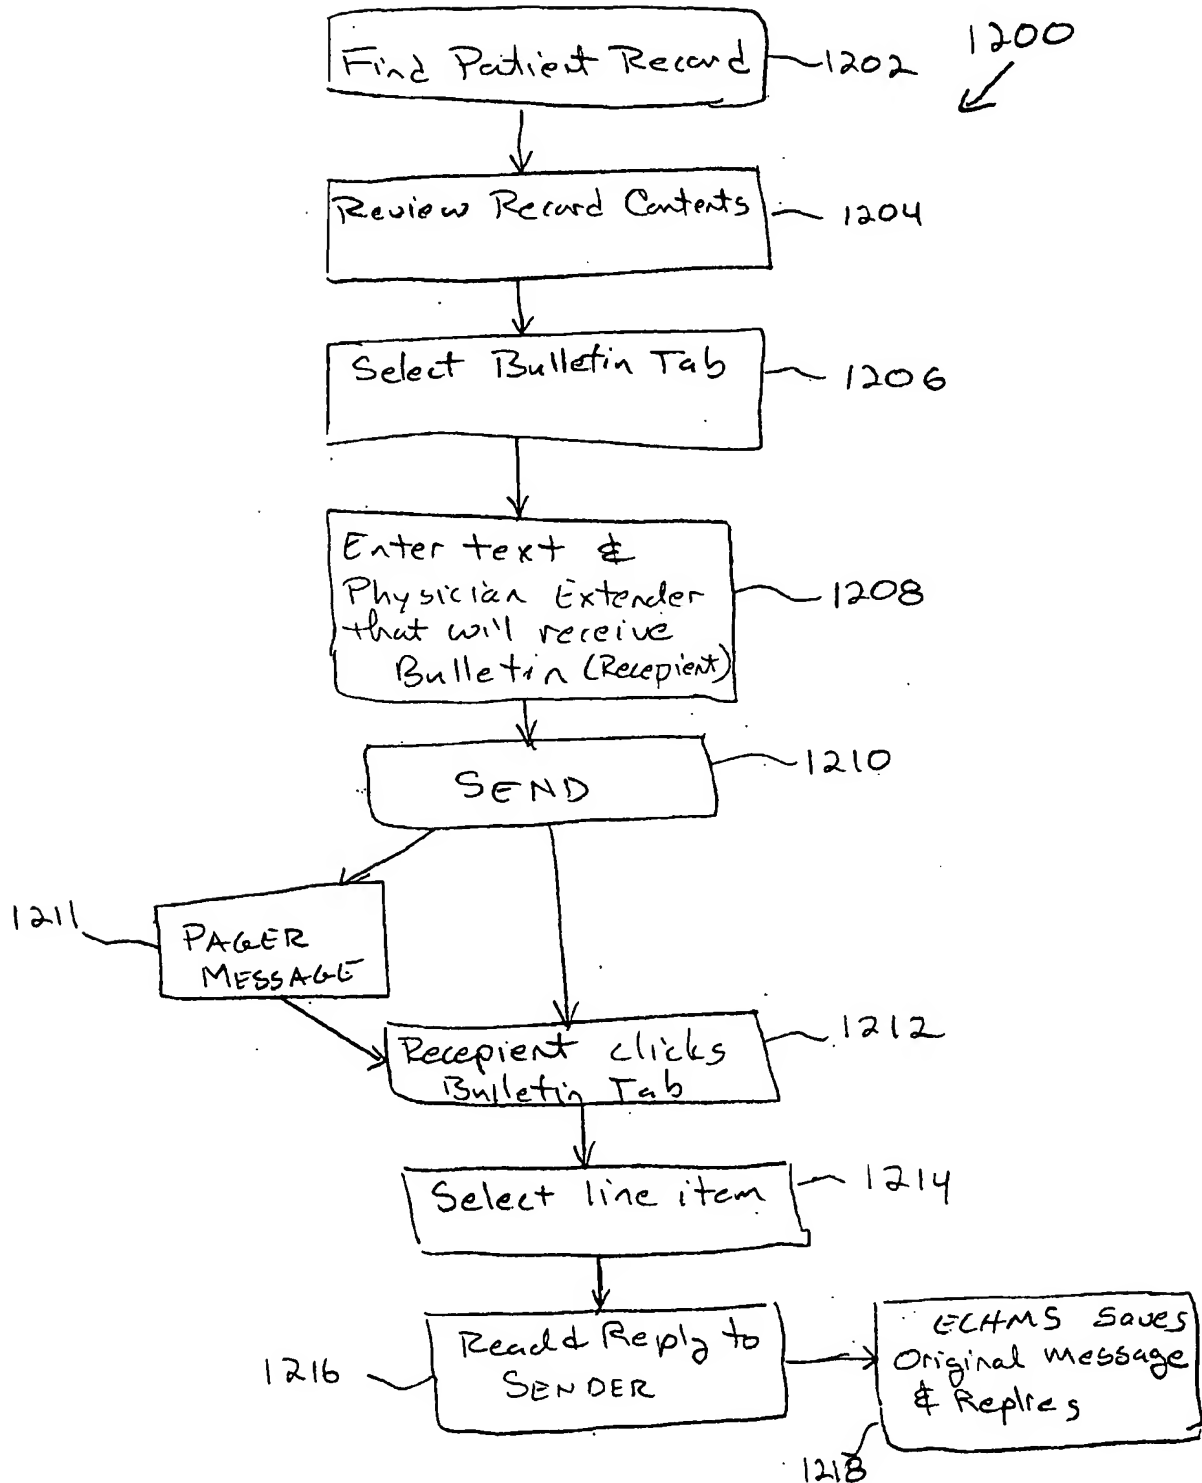 1200
Find Patient Record
1202
Review Record Contents
1204
Select Bulletin Tab
1206
Enter text &
Physician Extender
that will receive
Bulletin (Recepient)
1208
SEND
1210
1211
PAGER
MESSAGE
Recepient clicks
Bulletin Tab
1212
Select line item
1214
Read & Reply to
SENDER
1216
ECHMS Saves
Original Message
& Replies
1218